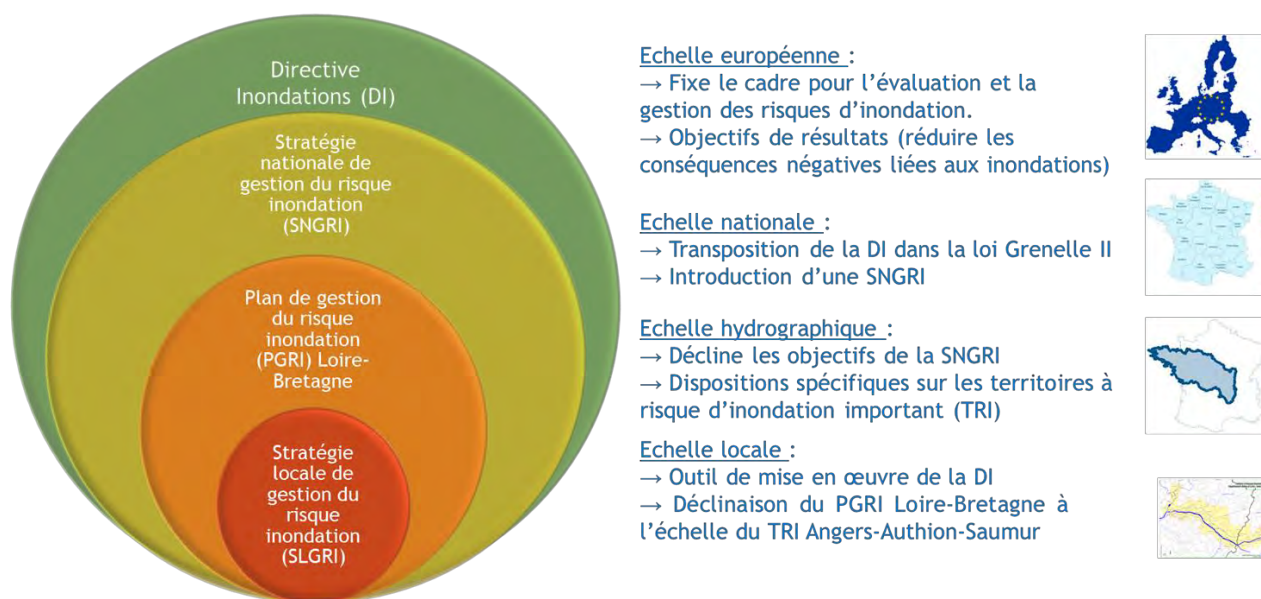 Directive
Inondations (DI)
Stratégie
nationale de
gestion du risque
inondation
(SNGRI)
Plan de gestion
du risque
inondation
(PGRI) Loire-
Bretagne
Stratégie
locale de
gestion du
risque
inondation
(SLGRI)
Echelle européenne :
→ Fixe le cadre pour l’évaluation et la
gestion des risques d’inondation.
→ Objectifs de résultats (réduire les
conséquences négatives liées aux inondations)
Echelle nationale :
→ Transposition de la DI dans la loi Grenelle II
→ Introduction d’une SNGRI
Echelle hydrographique :
→ Décline les objectifs de la SNGRI
→ Dispositions spécifiques sur les territoires à
risque d’inondation important (TRI)
Echelle locale :
→ Outil de mise en œuvre de la DI
→ Déclinaison du PGRI Loire-Bretagne à
l’échelle du TRI Angers-Authion-Saumur